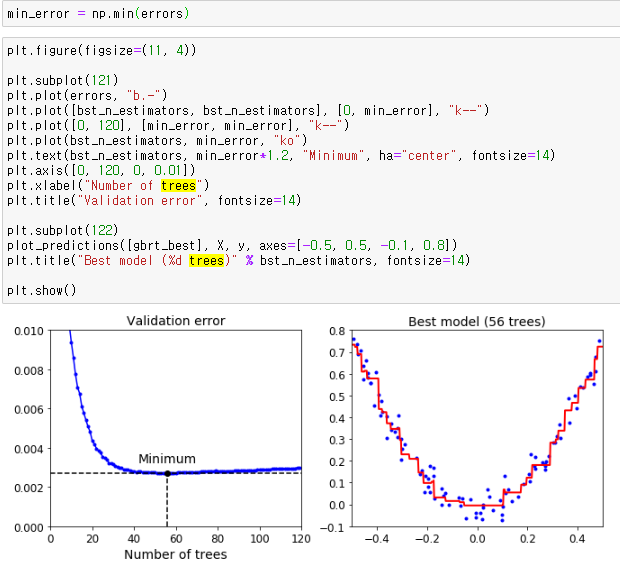 min_error = np.min(errors)
plt.figure(figsize=(11, 4))
plt.subplot(121)
plt.plot(errors, "b.-")
plt.plot([bst_n_estimators, bst_n_estimators], [0, min_error], "k--")
plt.plot([0, 120], [min_error, min_error], "k--")
plt.plot(bst_n_estimators, min_error, "ko")
plt.text(bst_n_estimators, min_error*1.2, "Minimum", ha="center", fontsize=14)
plt.axis([0, 120, 0, 0.01])
plt.xlabel("Number of trees")
plt.title("Validation error", fontsize=14)
plt.subplot(122)
plot_predictions([gbrt_best], X, y, axes=[-0.5, 0.5, -0.1, 0.8])
plt.title("Best model (%d trees)" % bst_n_estimators, fontsize=14)
plt.show()
Validation error
0.010
0.008
0.006
0.004
0.002
0.000
Minimum
0 20 40 60 80 100 120
Number of trees
Best model (56 trees)
0.8
0.7
0.6
0.5
0.4
0.3
0.2
0.1
0.0
−0.1
−0.4 −0.2 0.0 0.2 0.4